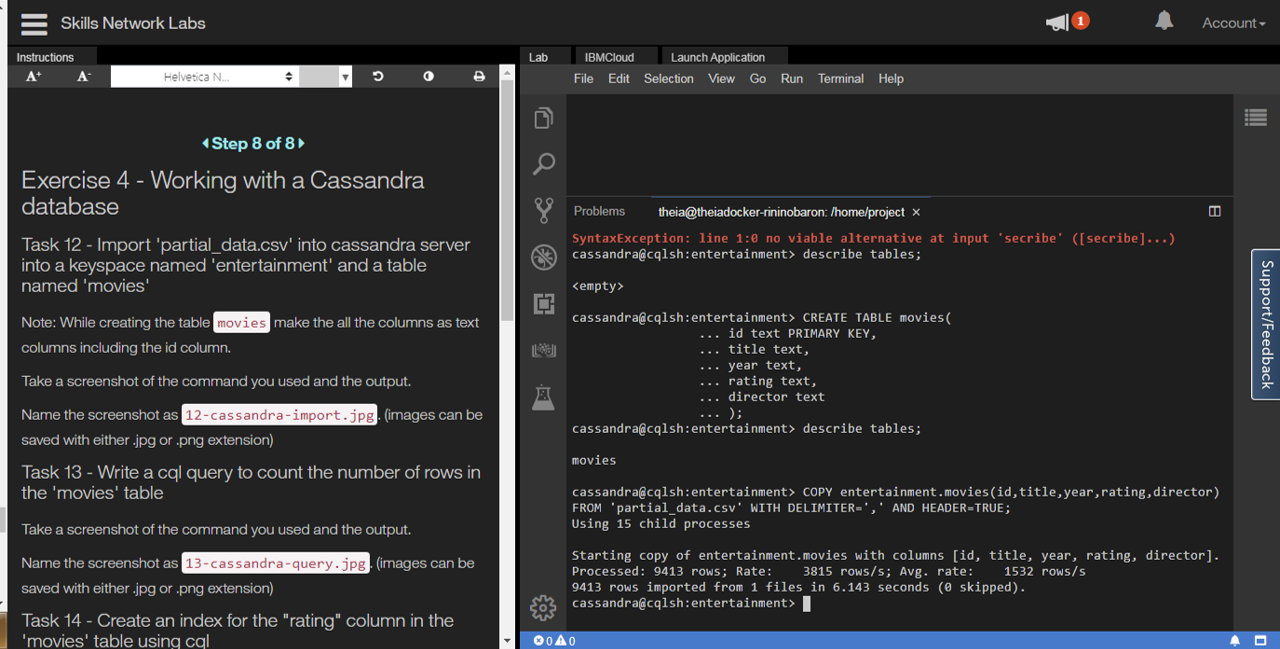 Skills Network Labs
1
Account
Instructions
A+
A-
Helvetica N...
Step 8 of 8
Exercise 4 - Working with a Cassandra
database
Task 12 - Import 'partial_data.csv' into cassandra server
into a keyspace named 'entertainment' and a table
named 'movies'
Note: While creating the table movies make the all the columns as text
columns including the id column.
Take a screenshot of the command you used and the output.
Name the screenshot as 12-cassandra-import.jpg. (images can be
saved with either .jpg or .png extension)
Task 13 - Write a cql query to count the number of rows in
the 'movies' table
Take a screenshot of the command you used and the output.
Name the screenshot as 13-cassandra-query.jpg. (images can be
saved with either .jpg or .png extension)
Task 14 - Create an index for the "rating" column in the
'movies' table using cql
Lab
IBMCloud
Launch Application
File Edit Selection View Go Run Terminal Help
Problems
theia@theiadocker-rininobaron: /home/project ×
SyntaxException: line 1:0 no viable alternative at input 'secribe' ([secribe]...)
cassandra@cqlsh:entertainment> describe tables;
<empty>
cassandra@cqlsh:entertainment> CREATE TABLE movies(
... id text PRIMARY KEY,
... title text,
... year text,
... rating text,
... director text
... );
cassandra@cqlsh:entertainment> describe tables;
movies
cassandra@cqlsh:entertainment> COPY entertainment.movies(id,title,year,rating,director)
FROM 'partial_data.csv' WITH DELIMITER=',' AND HEADER=TRUE;
Using 15 child processes
Starting copy of entertainment.movies with columns [id, title, year, rating, director].
Processed: 9413 rows; Rate:    3815 rows/s; Avg. rate:    1532 rows/s
9413 rows imported from 1 files in 6.143 seconds (0 skipped).
cassandra@cqlsh:entertainment>
0 0
Support/Feedback